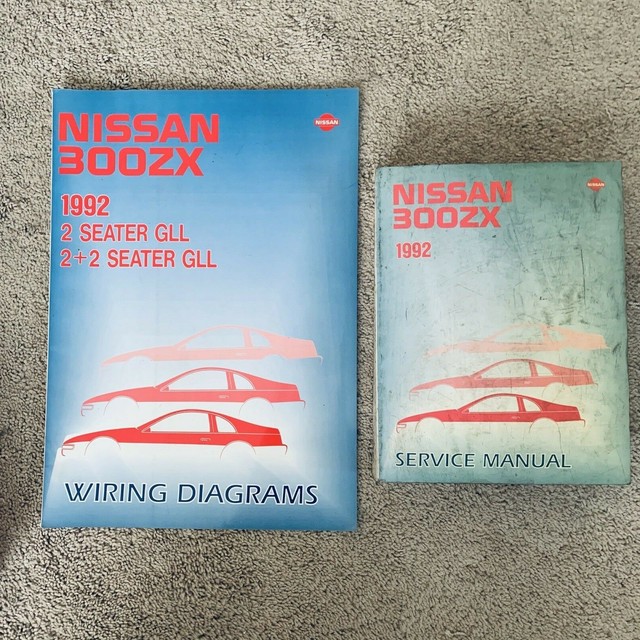 NISSAN
300ZX
NISSAN
1992
2 SEATER GLL
2+2 SEATER GLL
WIRING DIAGRAMS
NISSAN
300ZX
NISSAN
1992
SERVICE MANUAL